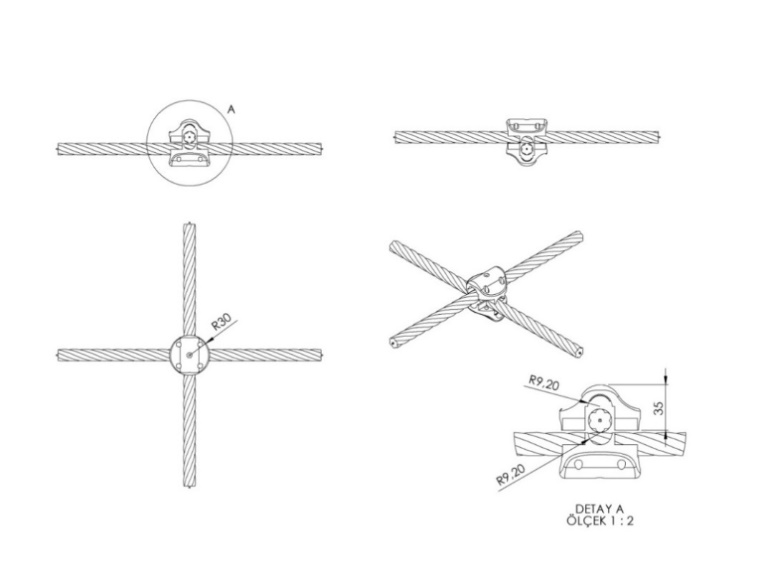 A
R30
R9,20
35
R9,20
DETAY A
ÖLÇEK 1 : 2